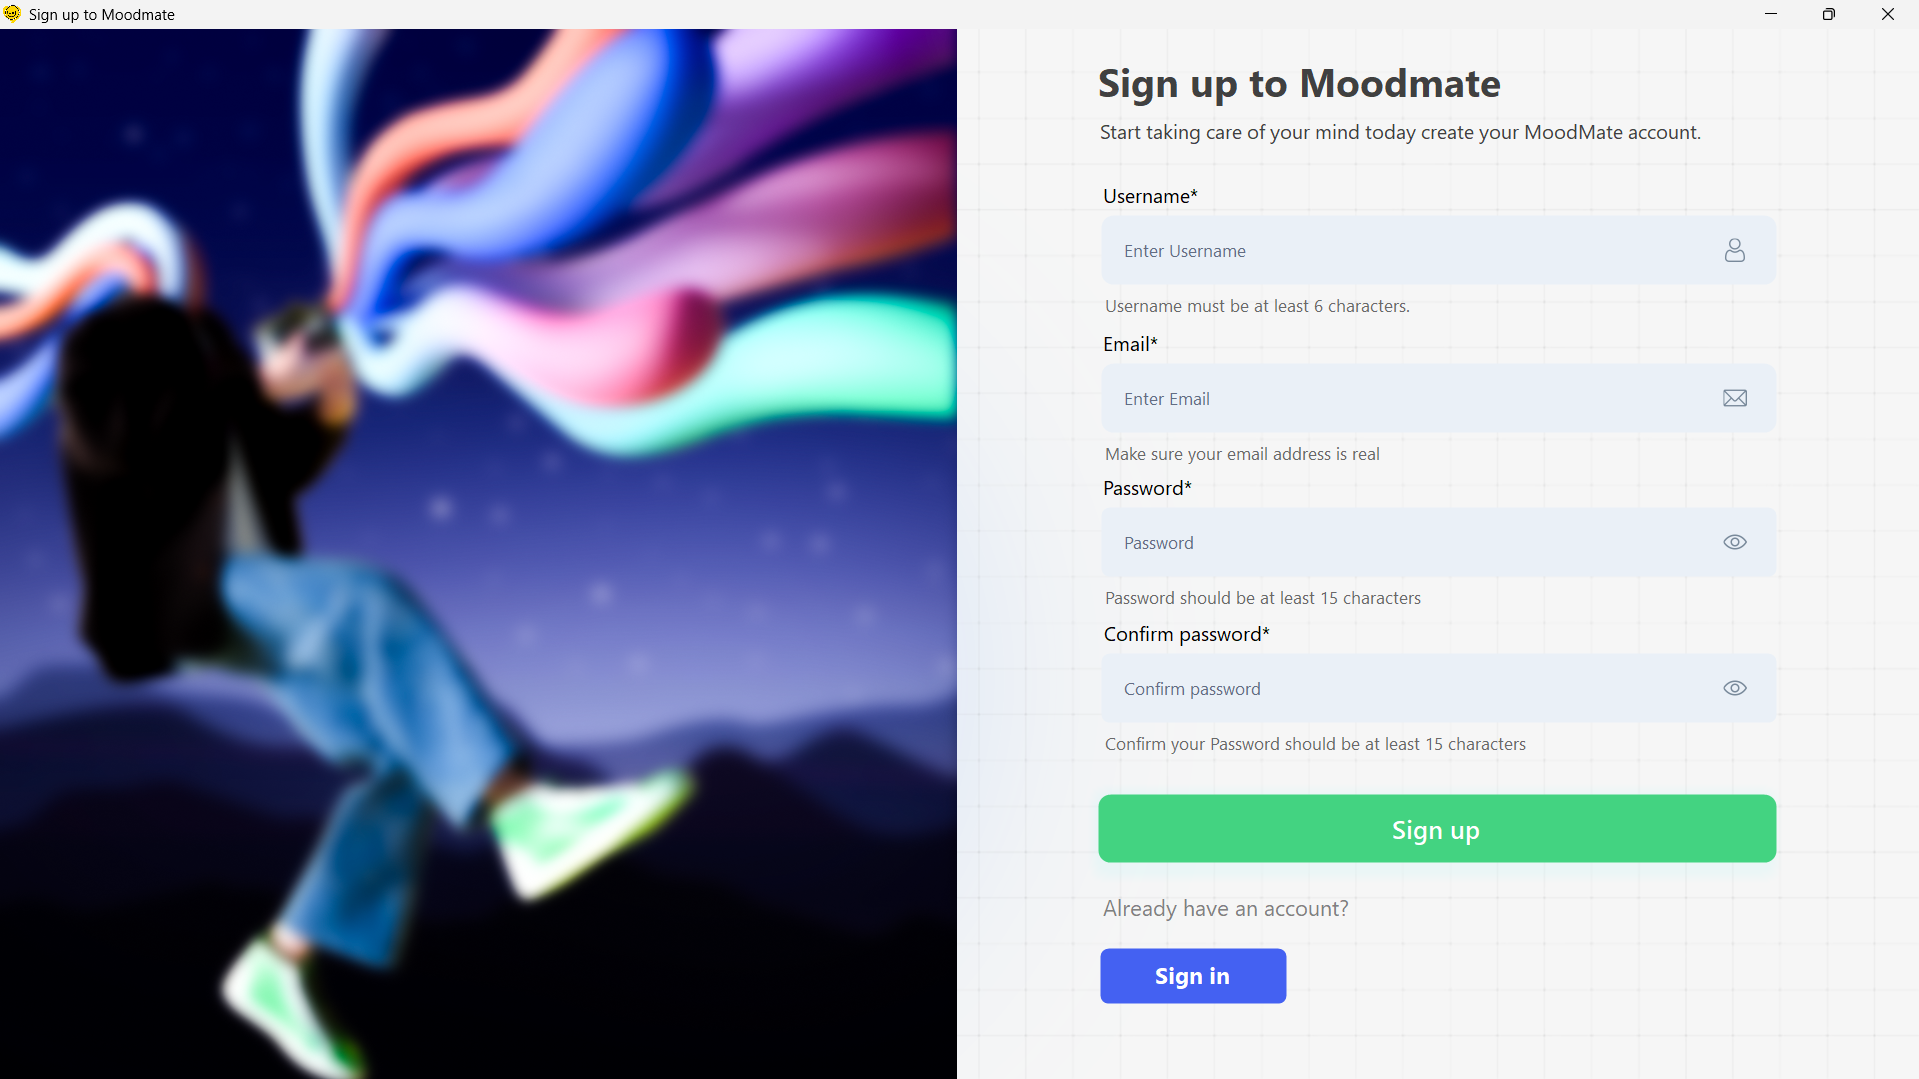 Sign up to Moodmate
Sign up to Moodmate
Start taking care of your mind today create your MoodMate account.
Username*
Enter Username
Username must be at least 6 characters.
Email*
Enter Email
Make sure your email address is real
Password*
Password
Password should be at least 15 characters
Confirm password*
Confirm password
Confirm your Password should be at least 15 characters
Sign up
Already have an account?
Sign in